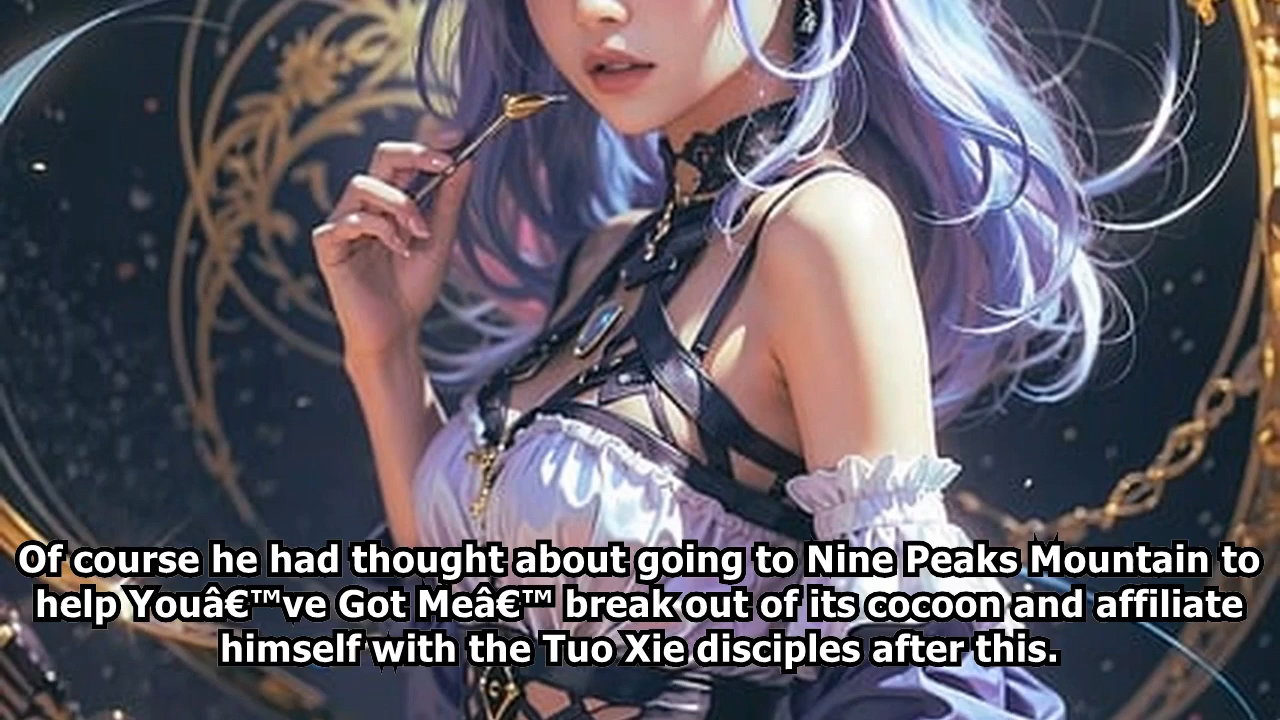 Of course he had thought about going to Nine Peaks Mountain to
help Youâ€™ve Got Meâ€™ break out of its cocoon and affiliate
himself with the Tuo Xie disciples after this.